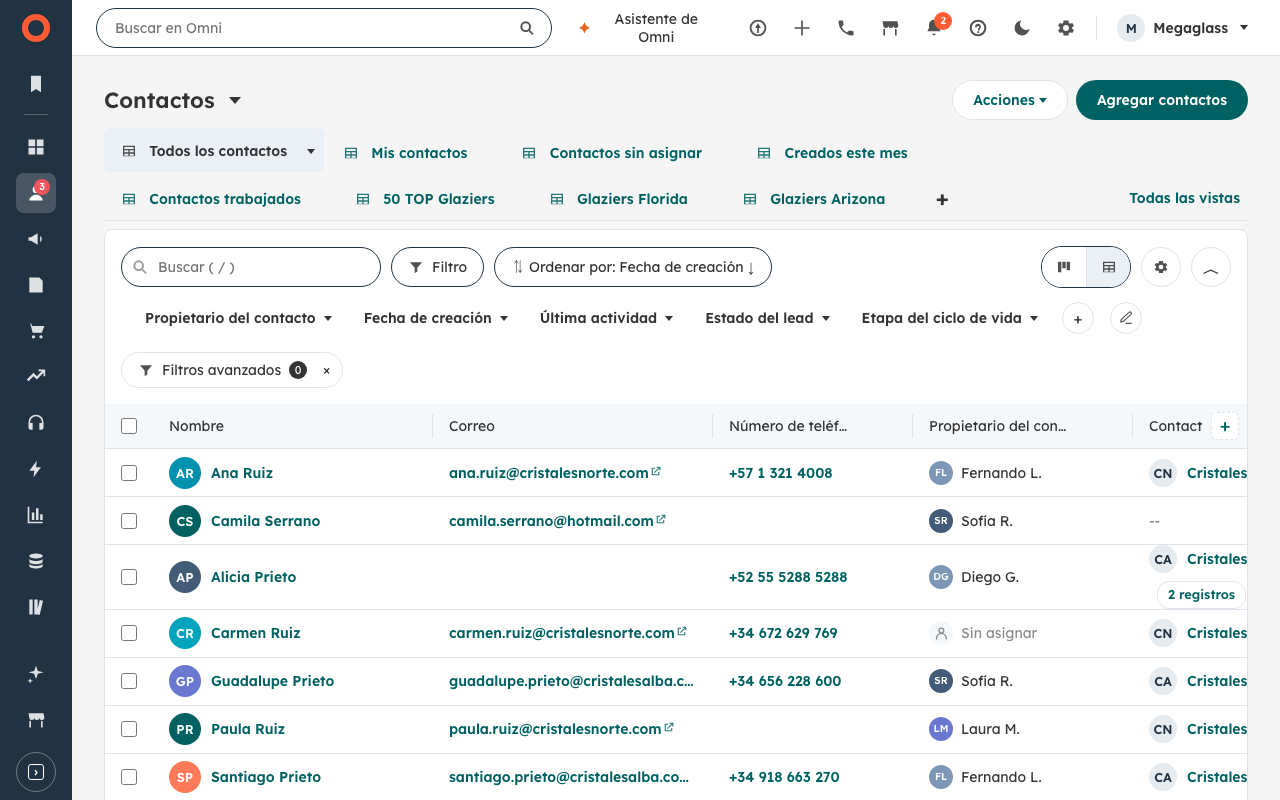 Buscar en Omni
Asistente de
Omni
2
M Megaglass
3
Contactos
Acciones
Agregar contactos
Todos los contactos
Mis contactos
Contactos sin asignar
Creados este mes
Contactos trabajados
50 TOP Glaziers
Glaziers Florida
Glaziers Arizona
+
Todas las vistas
Buscar ( / )
Filtro
Ordenar por: Fecha de creación ↓
Propietario del contacto
Fecha de creación
Última actividad
Estado del lead
Etapa del ciclo de vida
+
Filtros avanzados 0 ×
Nombre Correo Número de teléf… Propietario del con… Contact +
AR Ana Ruiz ana.ruiz@cristalesnorte.com +57 1 321 4008 FL Fernando L. CN Cristales
CS Camila Serrano camila.serrano@hotmail.com SR Sofía R. --
AP Alicia Prieto +52 55 5288 5288 DG Diego G. CA Cristales
2 registros
CR Carmen Ruiz carmen.ruiz@cristalesnorte.com +34 672 629 769 Sin asignar CN Cristales
GP Guadalupe Prieto guadalupe.prieto@cristalesalba.c… +34 656 228 600 SR Sofía R. CA Cristales
PR Paula Ruiz paula.ruiz@cristalesnorte.com LM Laura M. CN Cristales
SP Santiago Prieto santiago.prieto@cristalesalba.co… +34 918 663 270 FL Fernando L. CA Cristales